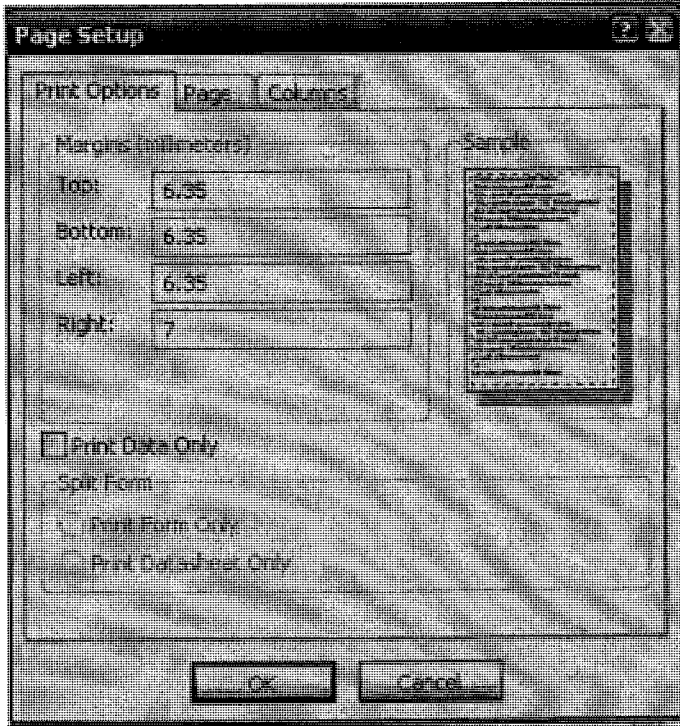 Page Setup
Print Options Page Columns
Margins (millimeters)
Top: 6.35
Bottom: 6.35
Left: 6.35
Right: 7
Sample
Print Data Only
Split Form
Print Form Only
Print Datasheet Only
OK Cancel